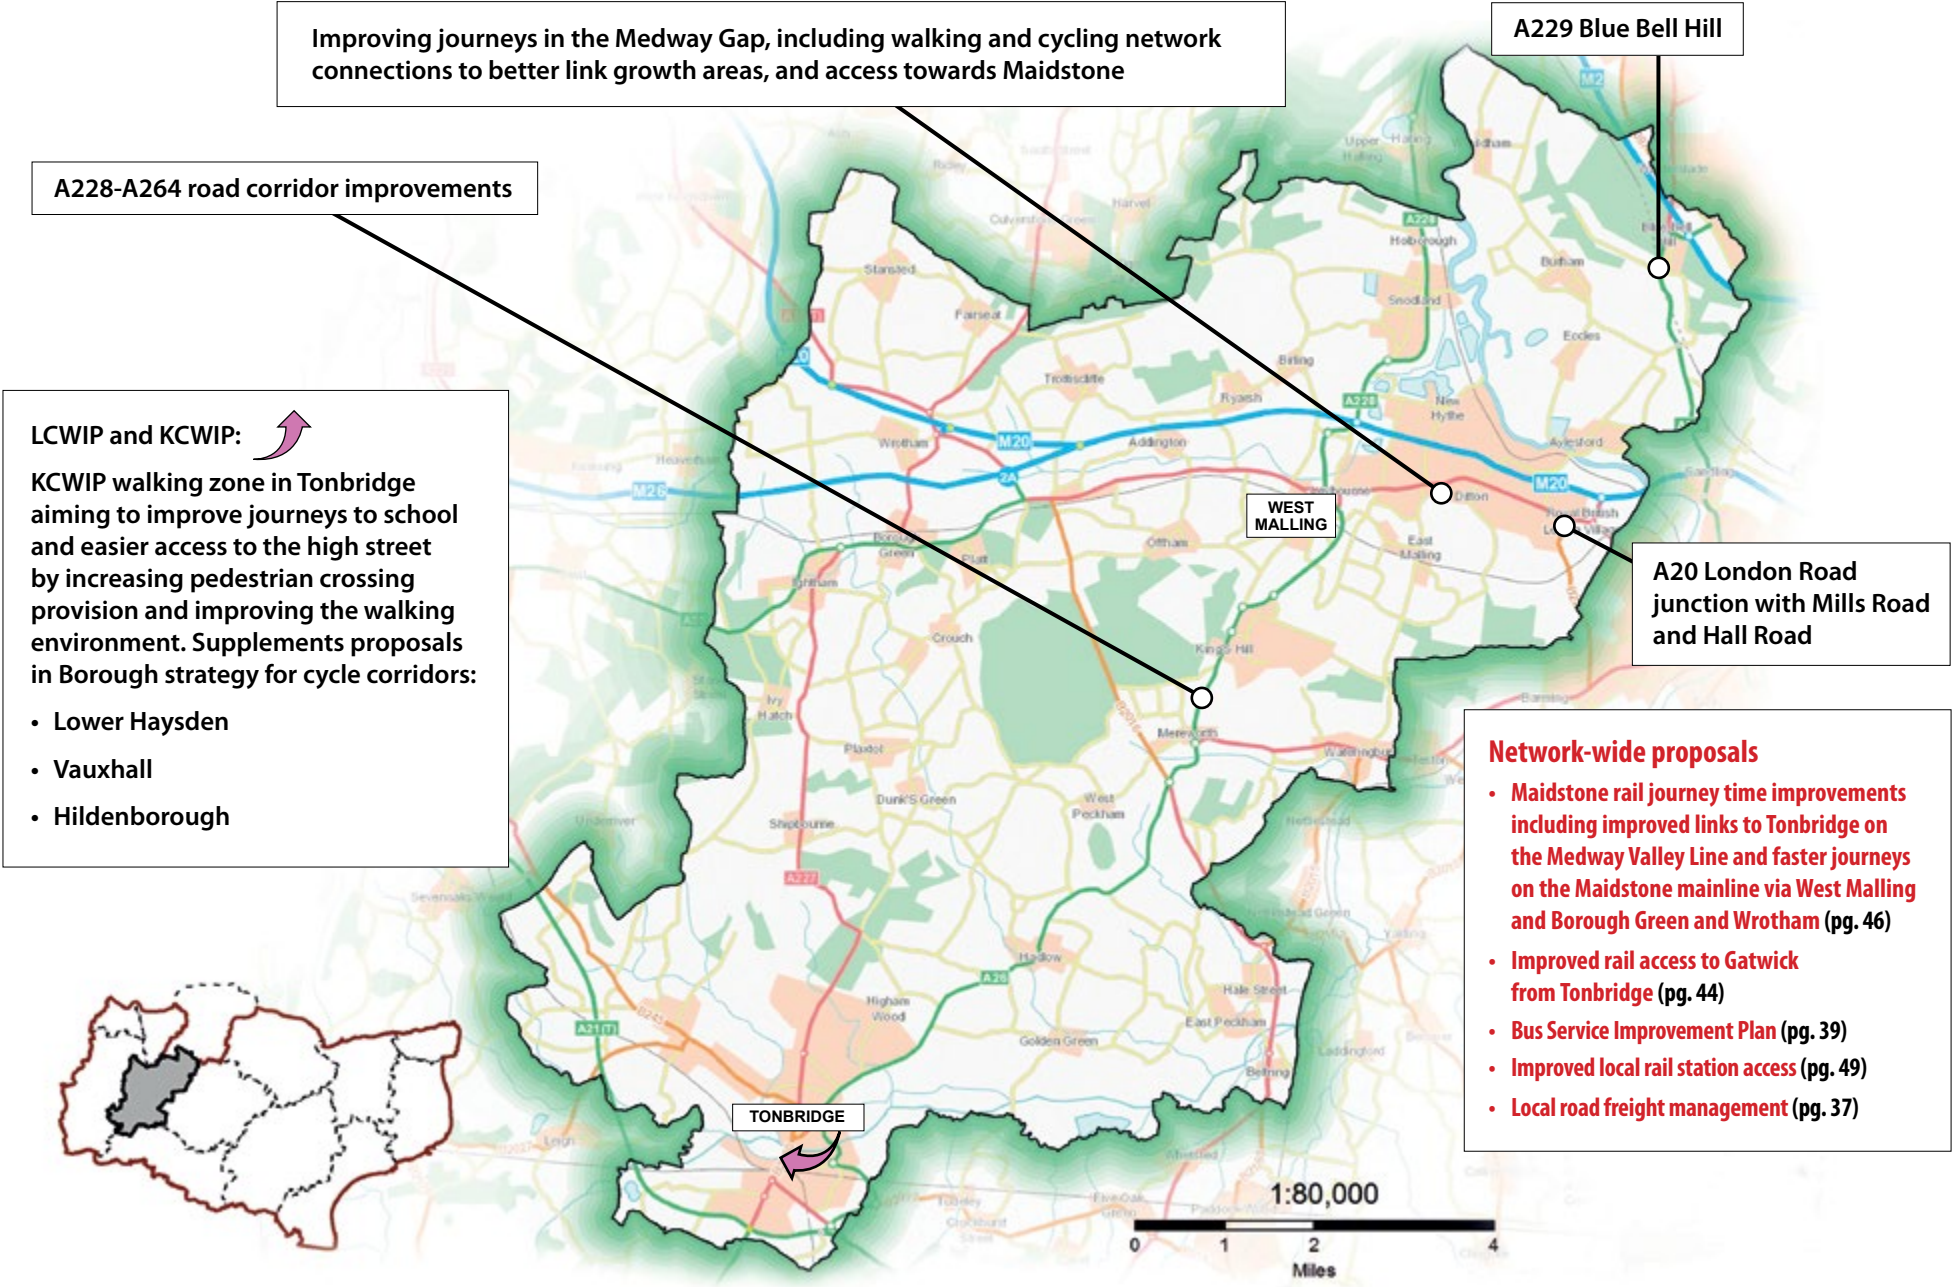 Improving journeys in the Medway Gap, including walking and cycling network
connections to better link growth areas, and access towards Maidstone
A229 Blue Bell Hill
A228-A264 road corridor improvements
LCWIP and KCWIP:
KCWIP walking zone in Tonbridge
aiming to improve journeys to school
and easier access to the high street
by increasing pedestrian crossing
provision and improving the walking
environment. Supplements proposals
in Borough strategy for cycle corridors:
• Lower Haysden
• Vauxhall
• Hildenborough
A20 London Road
junction with Mills Road
and Hall Road
Network-wide proposals
• Maidstone rail journey time improvements
including improved links to Tonbridge on
the Medway Valley Line and faster journeys
on the Maidstone mainline via West Malling
and Borough Green and Wrotham (pg. 46)
• Improved rail access to Gatwick
from Tonbridge (pg. 44)
• Bus Service Improvement Plan (pg. 39)
• Improved local rail station access (pg. 49)
• Local road freight management (pg. 37)
WEST
MALLING
TONBRIDGE
M2
Upper Halling
A228
Holborough
Burham
Snodland
Eccles
Stansted
Fairseat
Birling
Trottiscliffe
Ryarsh
A228
New
Hythe
Aylesford
Wrotham
M20
Addington
2A
M26
M20
Ditton
Offham
East
Malling
Borough
Green
Platt
Ightham
Crouch
King's Hill
Ivy
Hatch
Plaxtol
Mereworth
Dunk'S Green
West
Peckham
Shipbourne
A227
Hadlow
A26
Higham
Wood
Hale Street
East Peckham
Golden Green
Beltring
Laddingford
A21(T)
B245
Leigh
1:80,000
0 1 2 4
Miles